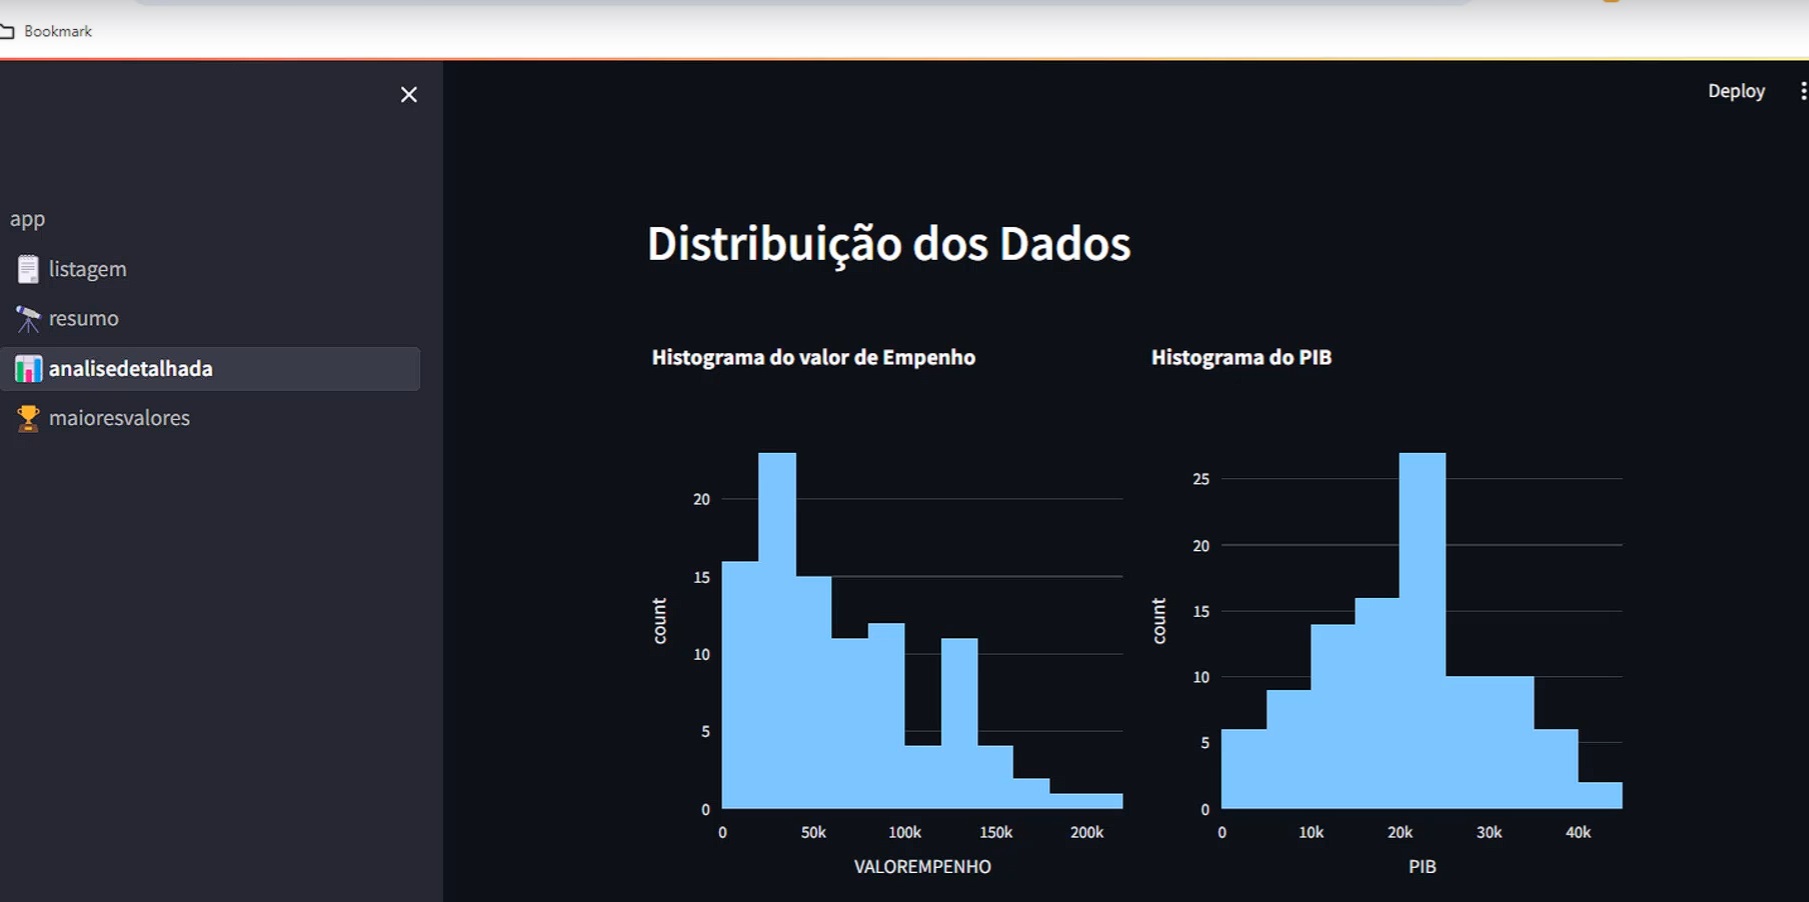 Bookmark
Deploy
app
listagem
resumo
analisedetalhada
maioresvalores
Distribuição dos Dados
Histograma do valor de Empenho
20
15
10
5
0
count
0 50k 100k 150k 200k
VALOREMPENHO
Histograma do PIB
25
20
15
10
5
0
count
0 10k 20k 30k 40k
PIB